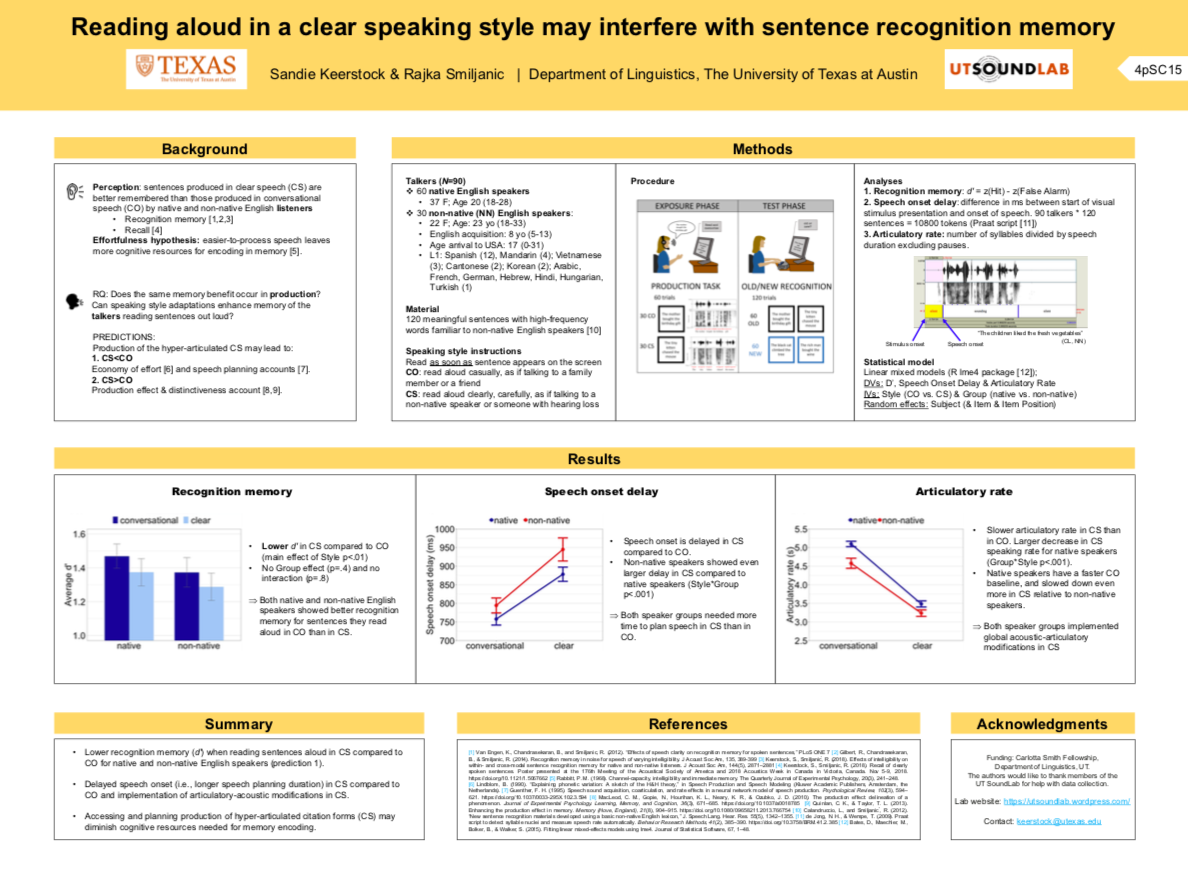 Reading aloud in a clear speaking style may interfere with sentence recognition memory
TEXAS
The University of Texas at Austin
Sandie Keerstock & Rajka Smiljanic | Department of Linguistics, The University of Texas at Austin
UTSOUNDLAB
4pSC15
Background
Perception: sentences produced in clear speech (CS) are
better remembered than those produced in conversational
speech (CO) by native and non-native English listeners
• Recognition memory [1,2,3]
• Recall [4]
Effortfulness hypothesis: easier-to-process speech leaves
more cognitive resources for encoding in memory [5].
RQ: Does the same memory benefit occur in production?
Can speaking style adaptations enhance memory of the
talkers reading sentences out loud?
PREDICTIONS:
Production of the hyper-articulated CS may lead to:
1. CS<CO
Economy of effort [6] and speech planning accounts [7].
2. CS>CO
Production effect & distinctiveness account [8,9].
Methods
Talkers (N=90)
❖ 60 native English speakers
• 37 F; Age 20 (18-28)
❖ 30 non-native (NN) English speakers:
• 22 F; Age: 23 yo (18-33)
• English acquisition: 8 yo (5-13)
• Age arrival to USA: 17 (0-31)
• L1: Spanish (12), Mandarin (4); Vietnamese
(3); Cantonese (2); Korean (2); Arabic,
French, German, Hebrew, Hindi, Hungarian,
Turkish (1)
Material
120 meaningful sentences with high-frequency
words familiar to non-native English speakers [10]
Speaking style instructions
Read as soon as sentence appears on the screen
CO: read aloud casually, as if talking to a family
member or a friend
CS: read aloud clearly, carefully, as if talking to a
non-native speaker or someone with hearing loss
Procedure
EXPOSURE PHASE
TEST PHASE
PRODUCTION TASK
OLD/NEW RECOGNITION
60 trials
120 trials
30 CO
60 OLD
30 CS
60 NEW
Analyses
1. Recognition memory: d' = z(Hit) - z(False Alarm)
2. Speech onset delay: difference in ms between start of visual
stimulus presentation and onset of speech. 90 talkers * 120
sentences = 10800 tokens (Praat script [11])
3. Articulatory rate: number of syllables divided by speech
duration excluding pauses.
Stimulus onset
Speech onset
"The children liked the fresh vegetables"
(CL, NN)
Statistical model
Linear mixed models (R lme4 package [12]);
DVs: D', Speech Onset Delay & Articulatory Rate
IVs: Style (CO vs. CS) & Group (native vs. non-native)
Random effects: Subject (& Item & Item Position)
Results
Recognition memory
conversational clear
Average d'
1.6
1.4
1.2
1.0
native non-native
• Lower d' in CS compared to CO
(main effect of Style p<.01)
• No Group effect (p=.4) and no
interaction (p=.8)
⇒ Both native and non-native English
speakers showed better recognition
memory for sentences they read
aloud in CO than in CS.
Speech onset delay
native non-native
Speech onset delay (ms)
1000
950
900
850
800
750
700
conversational clear
• Speech onset is delayed in CS
compared to CO.
• Non-native speakers showed even
larger delay in CS compared to
native speakers (Style*Group
p<.001)
⇒ Both speaker groups needed more
time to plan speech in CS than in
CO.
Articulatory rate
native non-native
Articulatory rate (s)
5.5
5.0
4.5
4.0
3.5
3.0
2.5
conversational clear
• Slower articulatory rate in CS than
in CO. Larger decrease in CS
speaking rate for native speakers
(Group*Style p<.001).
• Native speakers have a faster CO
baseline, and slowed down even
more in CS relative to non-native
speakers.
⇒ Both speaker groups implemented
global acoustic-articulatory
modifications in CS
Summary
• Lower recognition memory (d') when reading sentences aloud in CS compared to
CO for native and non-native English speakers (prediction 1).
• Delayed speech onset (i.e., longer speech planning duration) in CS compared to
CO and implementation of articulatory-acoustic modifications in CS.
• Accessing and planning production of hyper-articulated citation forms (CS) may
diminish cognitive resources needed for memory encoding.
References
Acknowledgments
Funding: Carlotta Smith Fellowship,
Department of Linguistics, UT.
The authors would like to thank members of the
UT SoundLab for help with data collection.
Lab website: https://utsoundlab.wordpress.com/
Contact: keerstock@utexas.edu